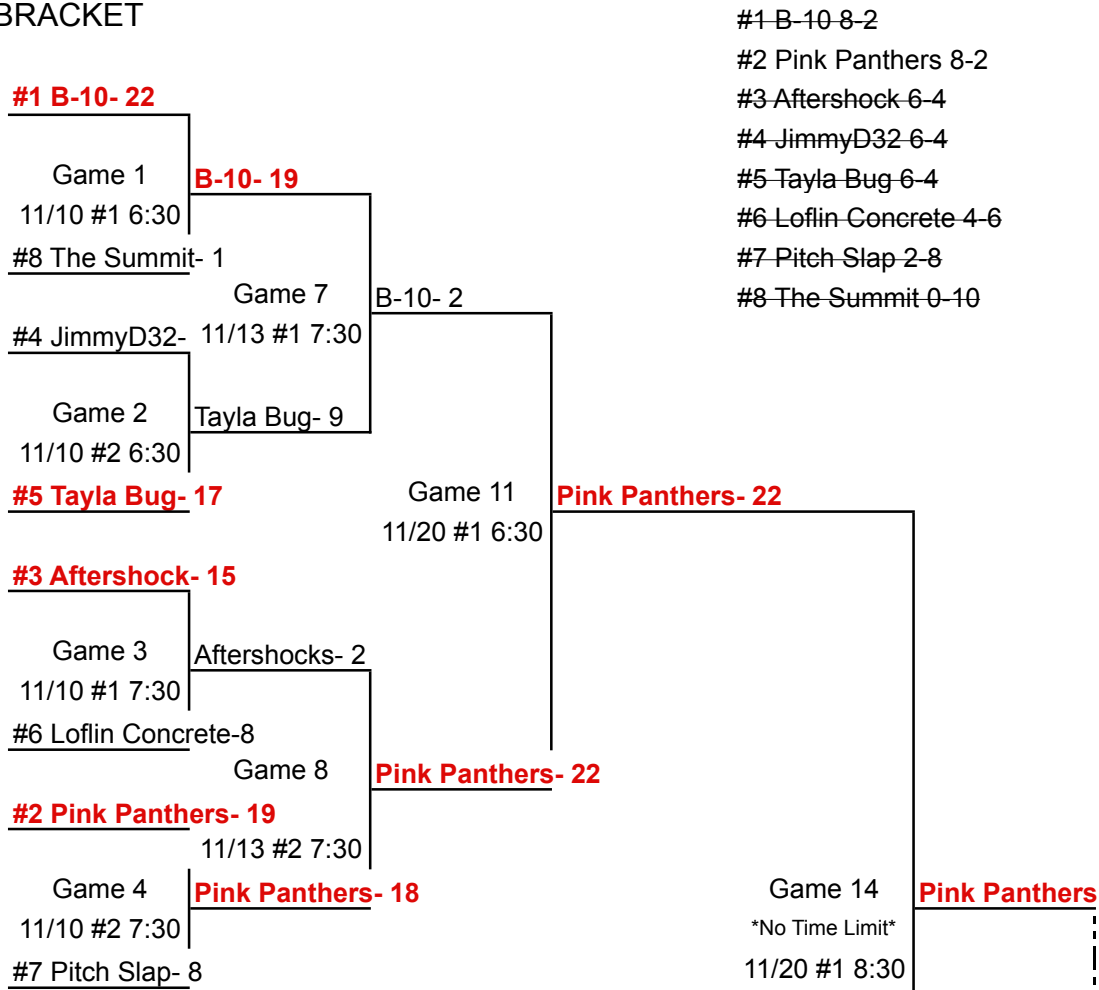 BRACKET
#1 B-10 8-2
#2 Pink Panthers 8-2
#3 Aftershock 6-4
#4 JimmyD32 6-4
#5 Tayla Bug 6-4
#6 Loflin Concrete 4-6
#7 Pitch Slap 2-8
#8 The Summit 0-10
#1 B-10- 22
Game 1
11/10 #1 6:30
B-10- 19
#8 The Summit- 1
Game 7
11/13 #1 7:30
B-10- 2
#4 JimmyD32-
Game 2
11/10 #2 6:30
Tayla Bug- 9
#5 Tayla Bug- 17
Game 11
11/20 #1 6:30
Pink Panthers- 22
#3 Aftershock- 15
Game 3
11/10 #1 7:30
Aftershocks- 2
#6 Loflin Concrete-8
Game 8
11/13 #2 7:30
Pink Panthers- 22
#2 Pink Panthers- 19
Game 4
11/10 #2 7:30
Pink Panthers- 18
#7 Pitch Slap- 8
Game 14
*No Time Limit*
11/20 #1 8:30
Pink Panthers